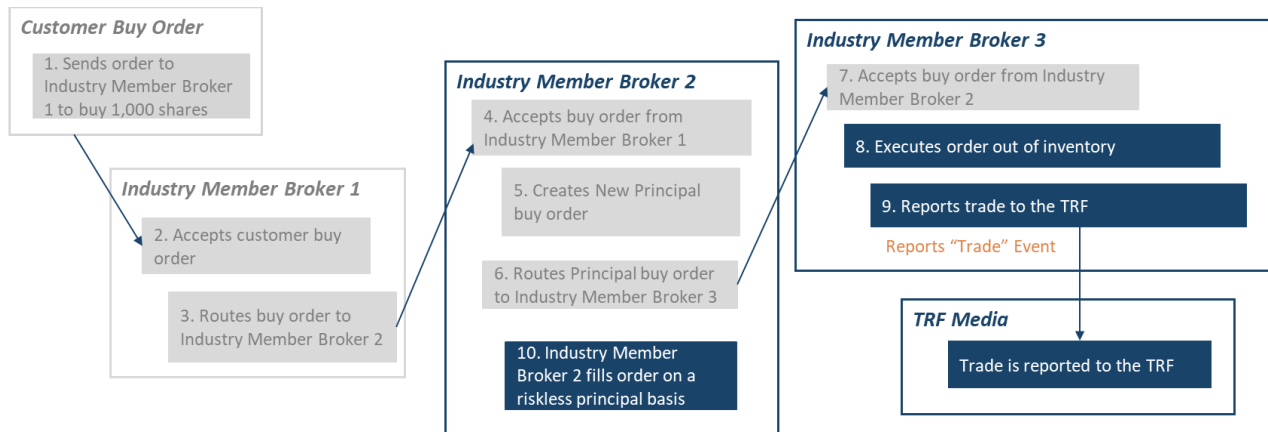 Customer Buy Order
1. Sends order to
Industry Member Broker
1 to buy 1,000 shares
Industry Member Broker 1
2. Accepts customer buy
order
3. Routes buy order to
Industry Member Broker 2
Industry Member Broker 2
4. Accepts buy order from
Industry Member Broker 1
5. Creates New Principal
buy order
6. Routes Principal buy order
to Industry Member Broker 3
10. Industry Member
Broker 2 fills order on a
riskless principal basis
Industry Member Broker 3
7. Accepts buy order from Industry
Member Broker 2
8. Executes order out of inventory
9. Reports trade to the TRF
Reports “Trade” Event
TRF Media
Trade is reported to the TRF